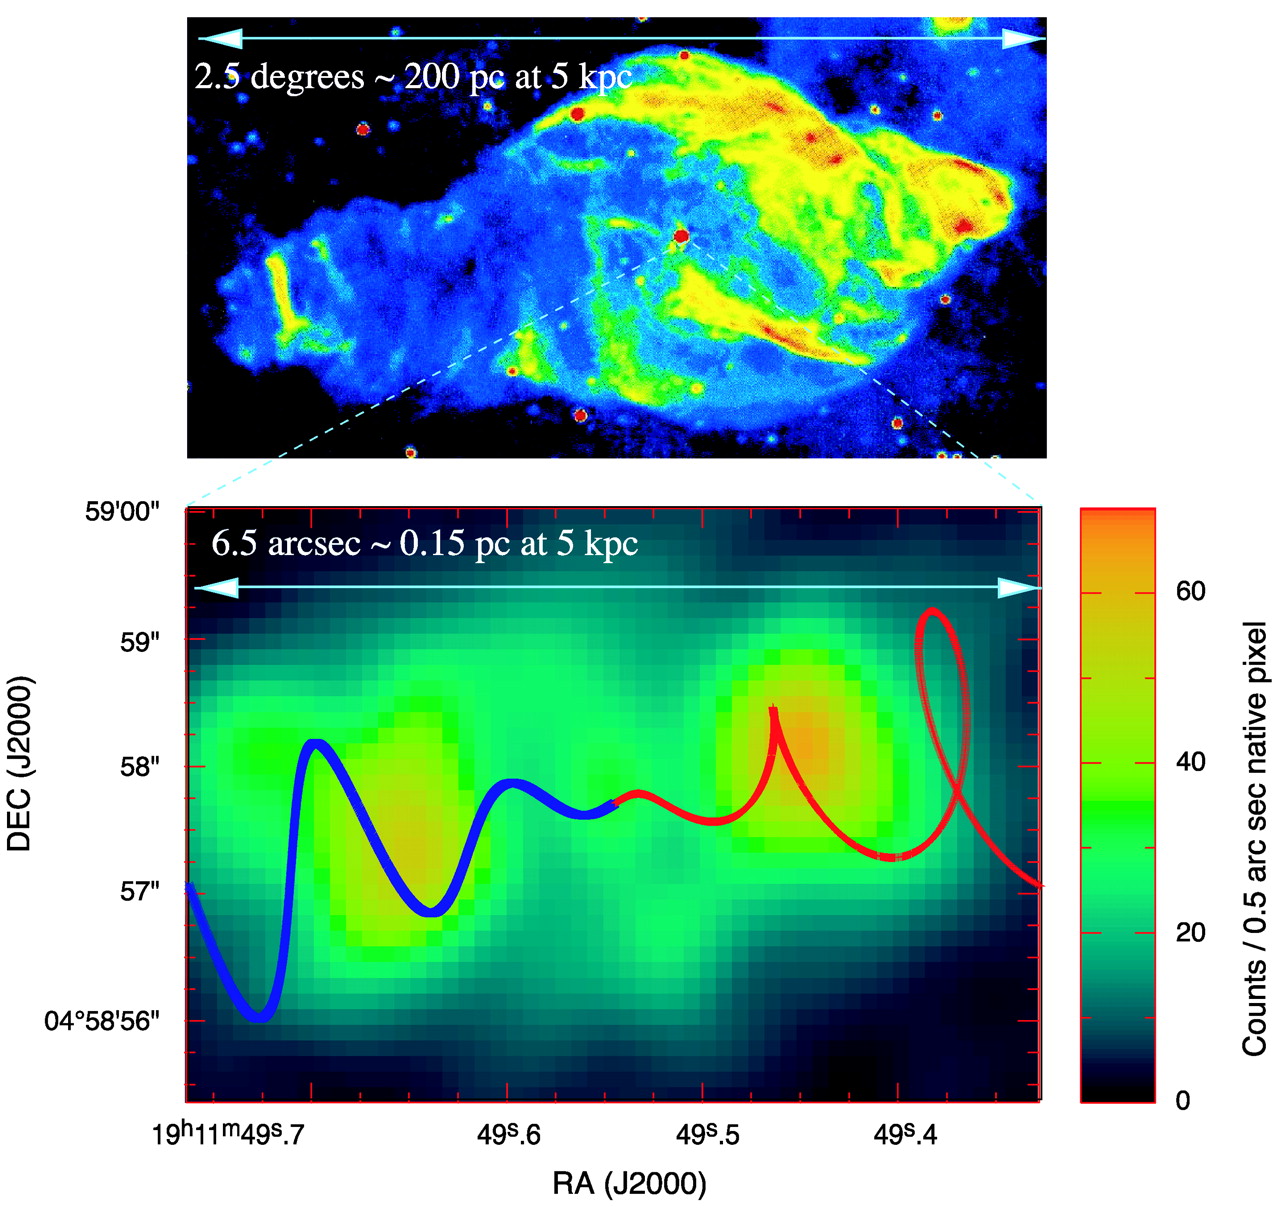 2.5 degrees ~ 200 pc at 5 kpc
59'00"
6.5 arcsec ~ 0.15 pc at 5 kpc
60
59"
58"
40
57"
20
04°58'56"
0
19h11m49s.7
49s.6
49s.5
49s.4
RA (J2000)
DEC (J2000)
Counts / 0.5 arc sec native pixel